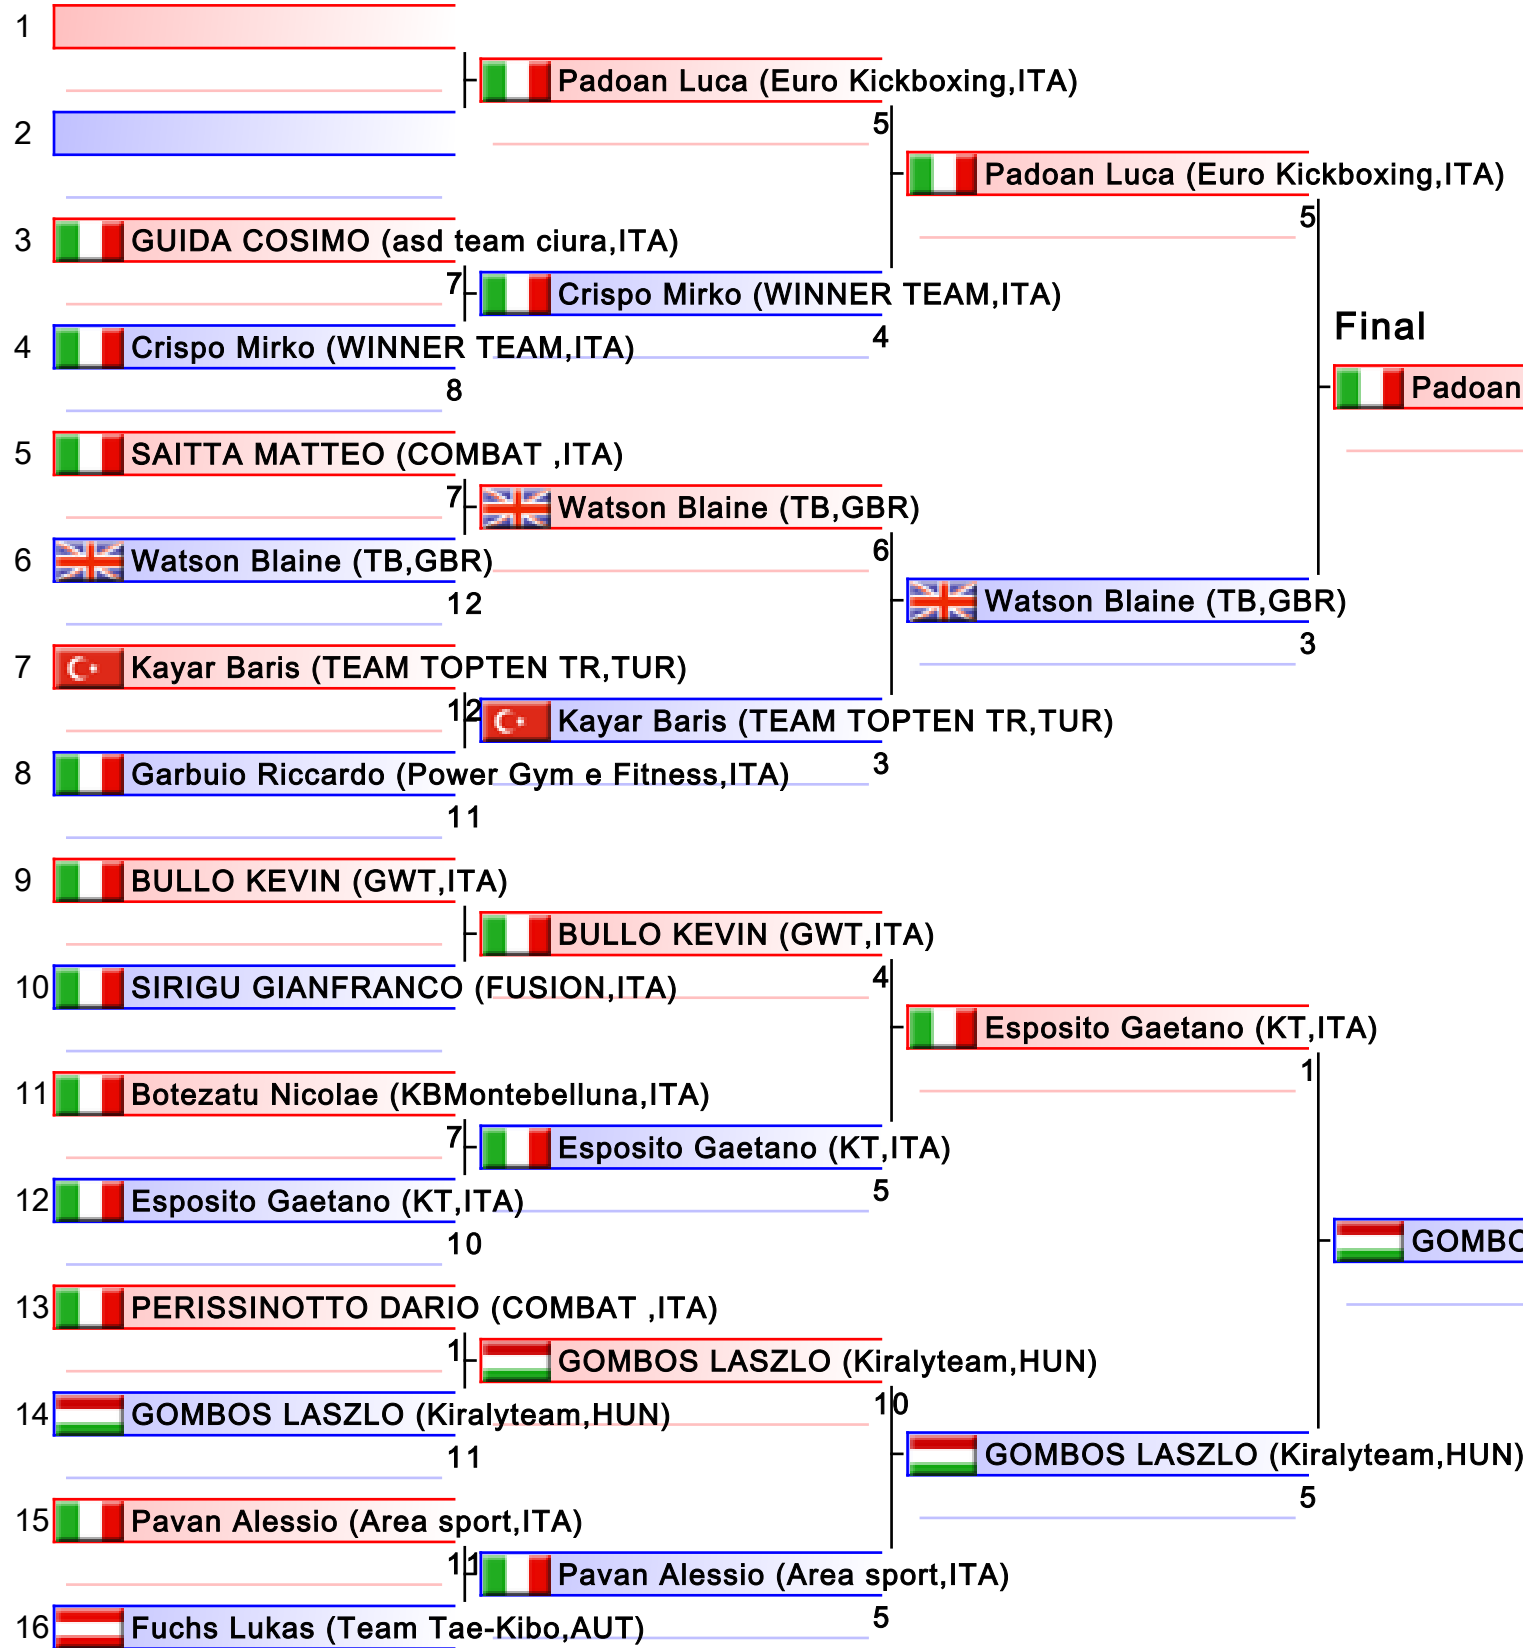 1
Padoan Luca (Euro Kickboxing,ITA)
5
2
Padoan Luca (Euro Kickboxing,ITA)
5
3 GUIDA COSIMO (asd team ciura,ITA)
7
Crispo Mirko (WINNER TEAM,ITA)
4
Final
4 Crispo Mirko (WINNER TEAM,ITA)
8
Padoan
5 SAITTA MATTEO (COMBAT ,ITA)
7
Watson Blaine (TB,GBR)
6
6 Watson Blaine (TB,GBR)
12
Watson Blaine (TB,GBR)
3
7 Kayar Baris (TEAM TOPTEN TR,TUR)
12
Kayar Baris (TEAM TOPTEN TR,TUR)
3
8 Garbuio Riccardo (Power Gym e Fitness,ITA)
11
9 BULLO KEVIN (GWT,ITA)
BULLO KEVIN (GWT,ITA)
4
10 SIRIGU GIANFRANCO (FUSION,ITA)
Esposito Gaetano (KT,ITA)
1
11 Botezatu Nicolae (KBMontebelluna,ITA)
7
Esposito Gaetano (KT,ITA)
5
12 Esposito Gaetano (KT,ITA)
10
GOMBO
13 PERISSINOTTO DARIO (COMBAT ,ITA)
1
GOMBOS LASZLO (Kiralyteam,HUN)
10
14 GOMBOS LASZLO (Kiralyteam,HUN)
11
GOMBOS LASZLO (Kiralyteam,HUN)
5
15 Pavan Alessio (Area sport,ITA)
11
Pavan Alessio (Area sport,ITA)
5
16 Fuchs Lukas (Team Tae-Kibo,AUT)